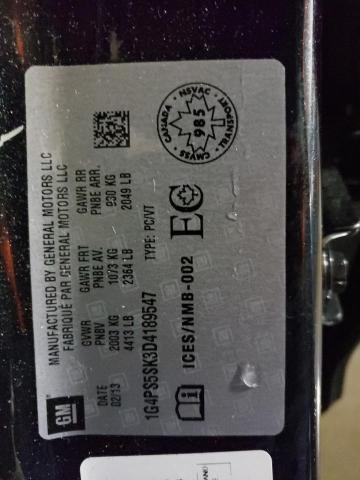 GM
MANUFACTURED BY GENERAL MOTORS LLC
FABRIQUÉ PAR GENERAL MOTORS LLC
DATE GVWR GAWR FRT GAWR RR
PNBV PNBE AV. PNBE ARR.
02/13 2003 KG 1073 KG 930 KG
4413 LB 2364 LB 2049 LB
1G4PS5SK3D4189547 TYPE: PC/VT
ICES/NMB-002
CANADA • NSVAC • TRANSPORT • CMVSS
985
AND